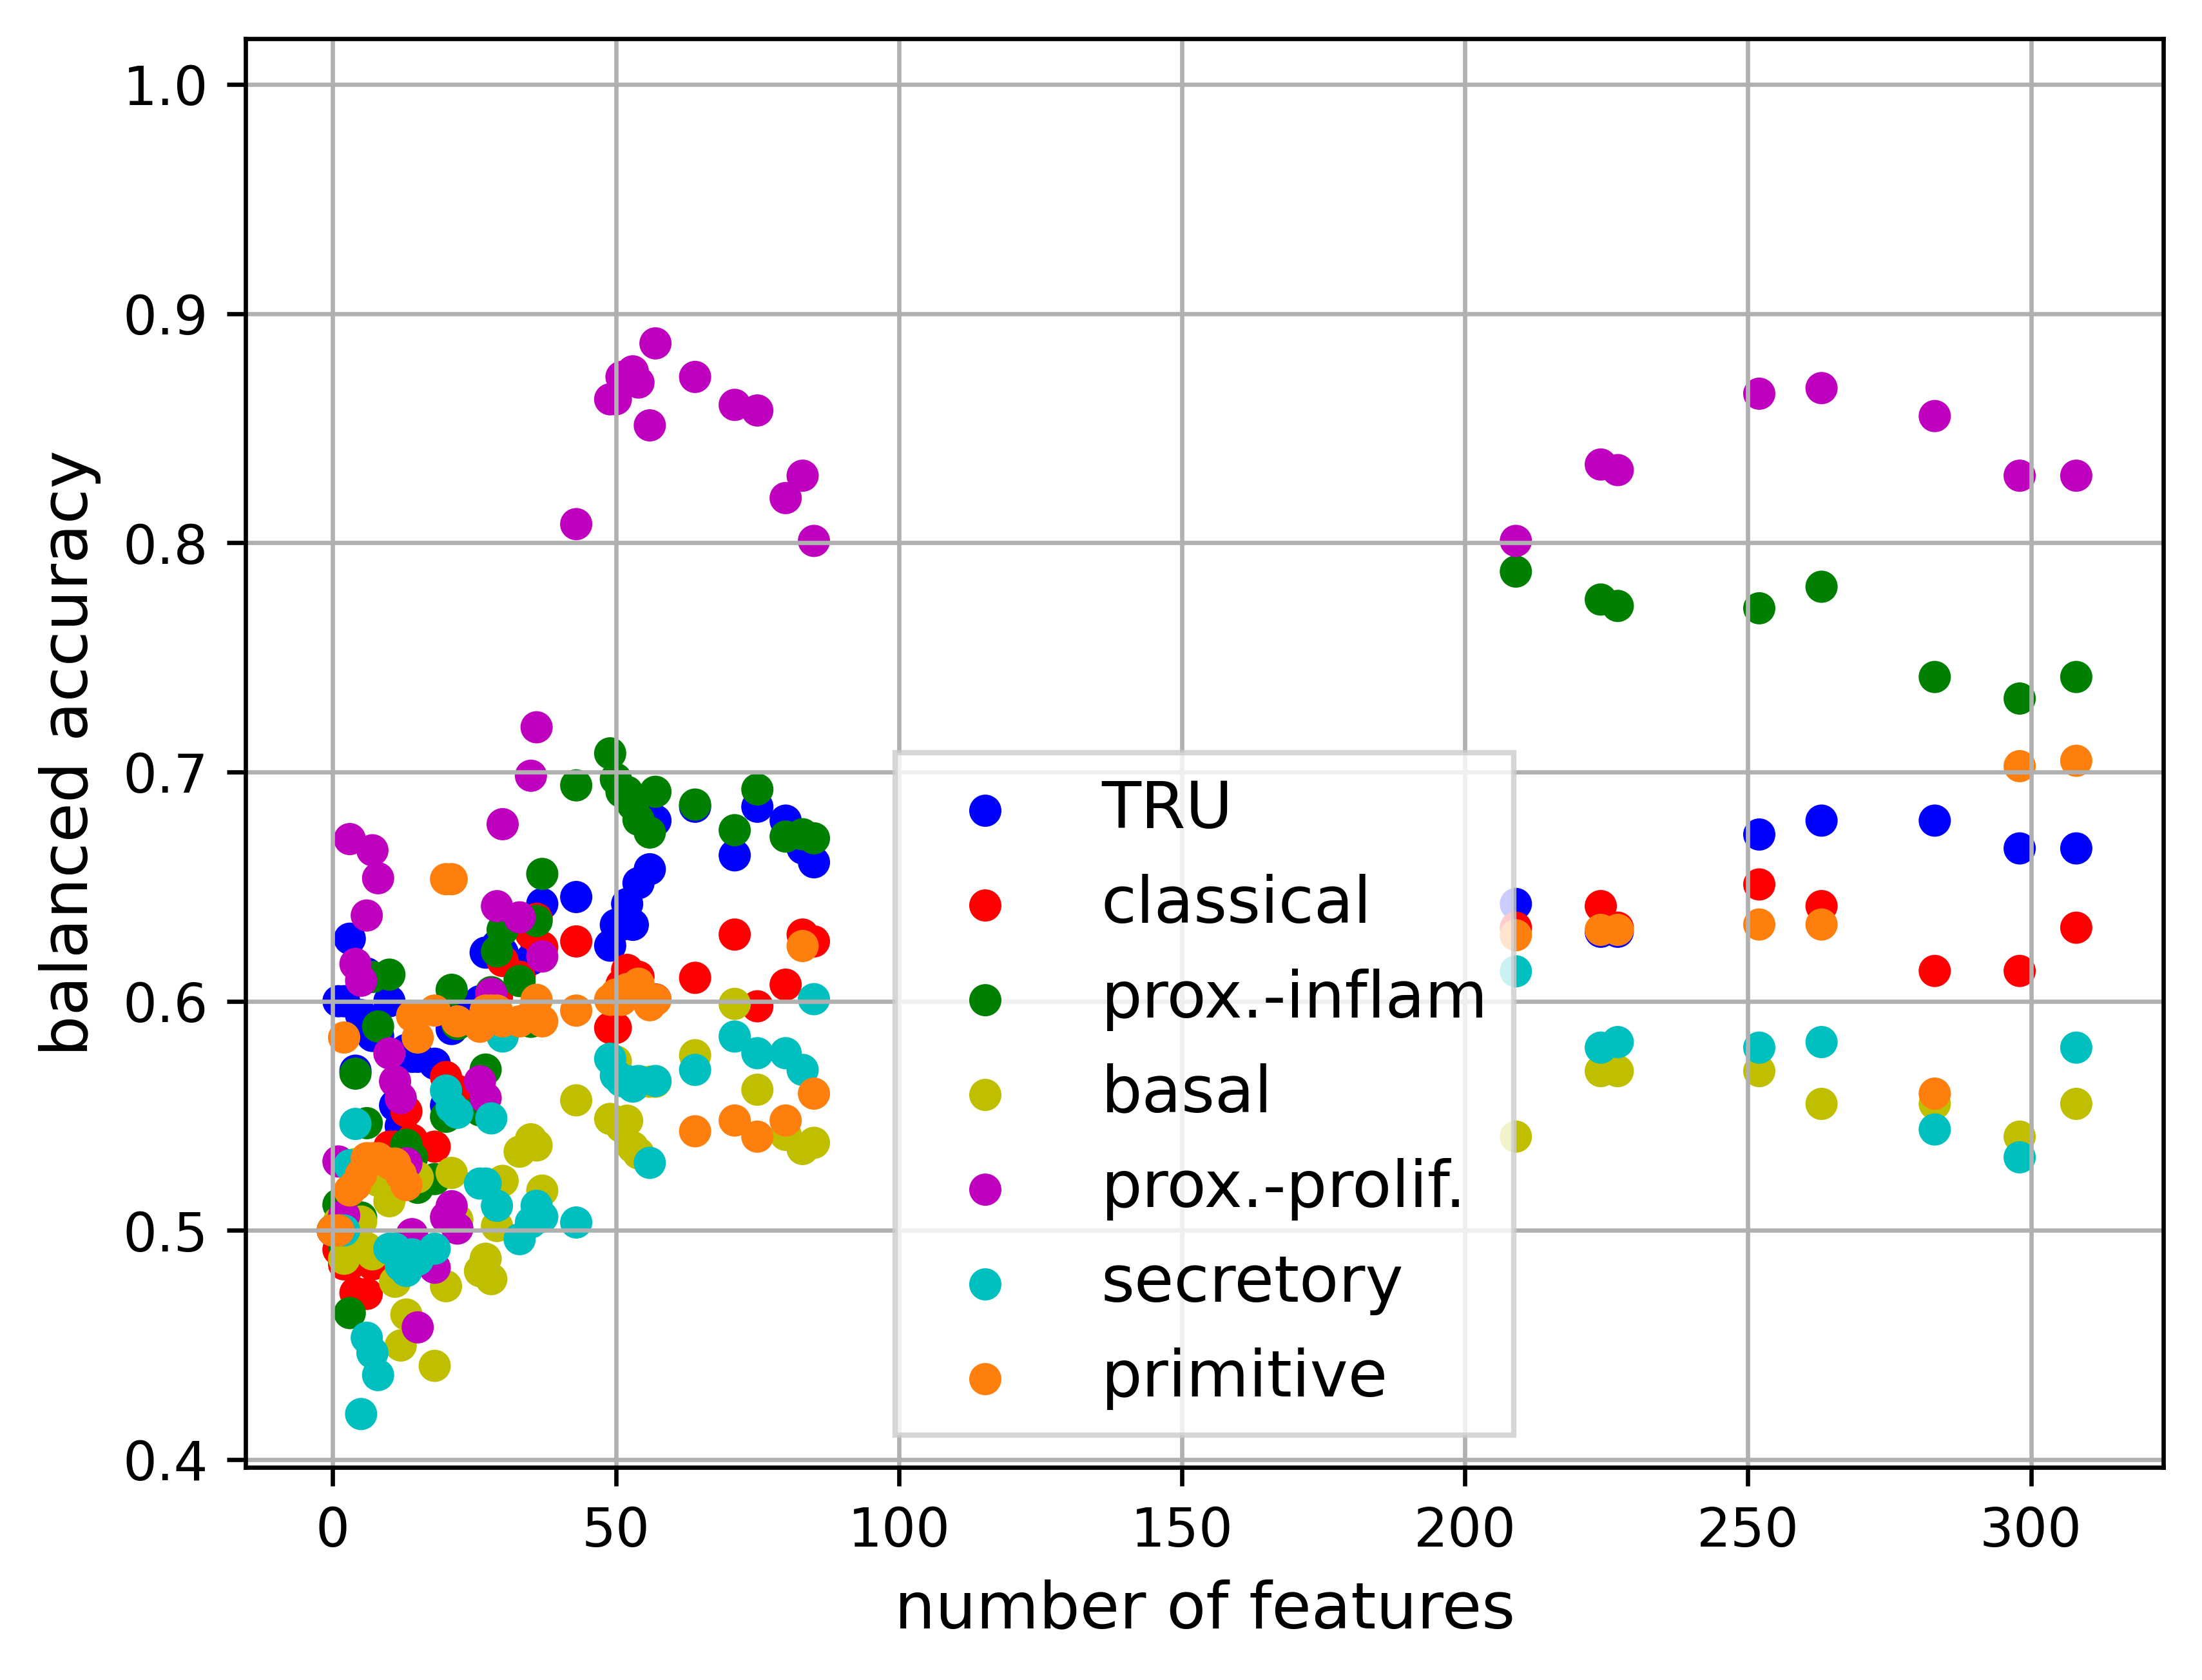 1.0
0.9
0.8
0.7
0.6
0.5
0.4
balanced accuracy
TRU
classical
prox.-inflam
basal
prox.-prolif.
secretory
primitive
0 50 100 150 200 250 300
number of features